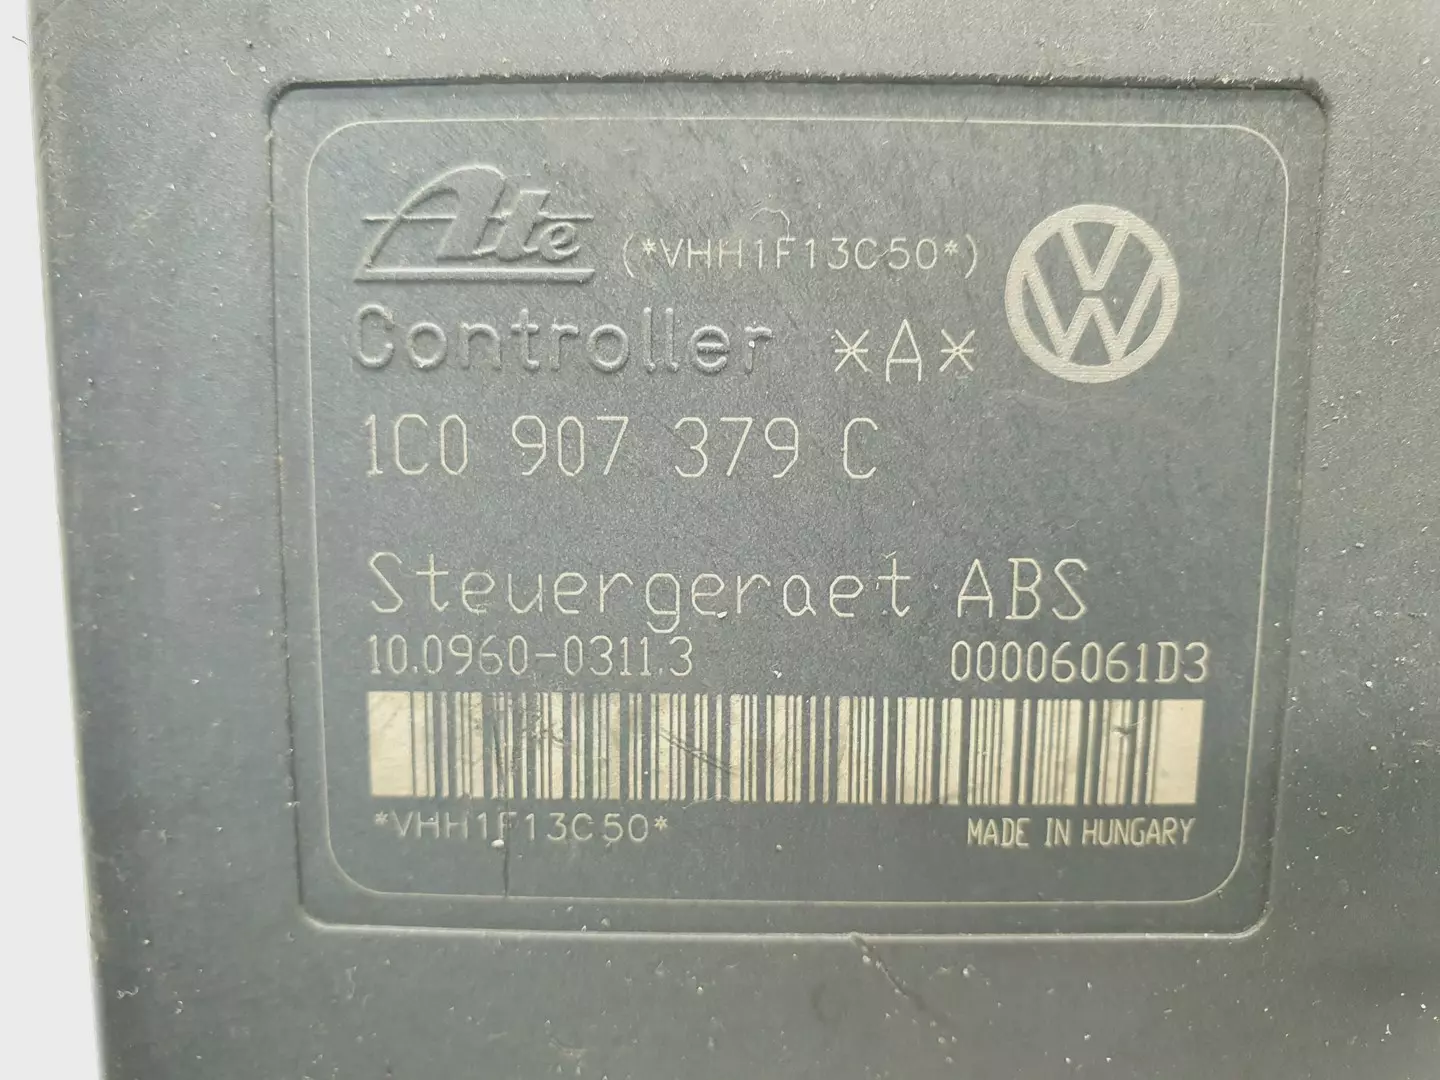 Ate (*VHH1F13C50*)
Controller *A*
1C0 907 379 C
Steuergeraet ABS
10.0960-0311.3 00006061D3
*VHH1F13C50* MADE IN HUNGARY